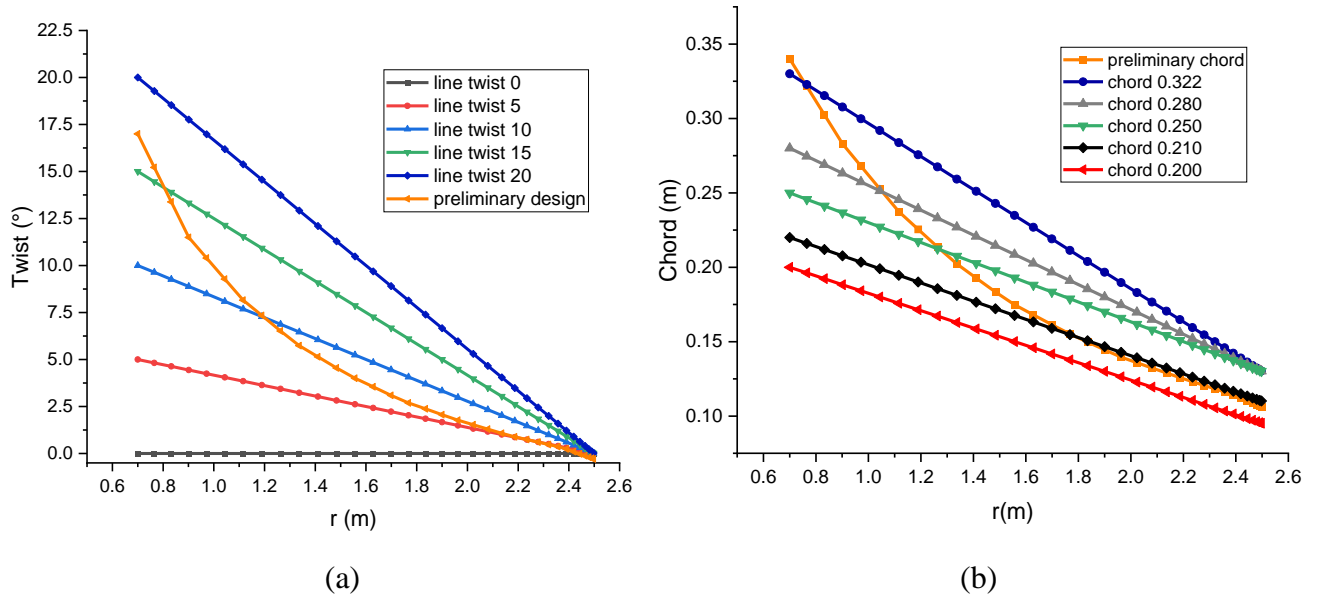 20.0
17.5
15.0
12.5
10.0
7.5
5.0
2.5
0.0
Twist (°)
line twist 0
line twist 5
line twist 10
line twist 15
line twist 20
preliminary design
0.6 0.8 1.0 1.2 1.4 1.6 1.8 2.0 2.2 2.4 2.6
r (m)
(a)
0.35
0.30
0.25
0.20
0.15
0.10
Chord (m)
preliminary chord
chord 0.322
chord 0.280
chord 0.250
chord 0.210
chord 0.200
0.6 0.8 1.0 1.2 1.4 1.6 1.8 2.0 2.2 2.4 2.6
r(m)
(b)